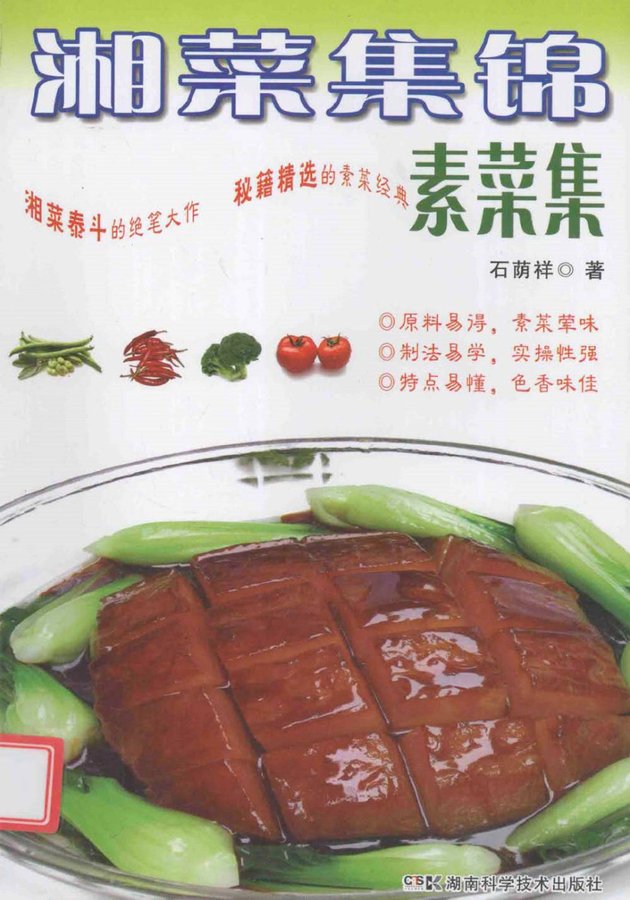 湘菜集锦
素菜集
秘籍精选的素菜经典
湘菜泰斗的绝笔大作
石荫祥◎ 著
◎原料易得，素菜荤味
◎制法易学，实操性强
◎特点易懂，色香味佳
CTSK 湖南科学技术出版社